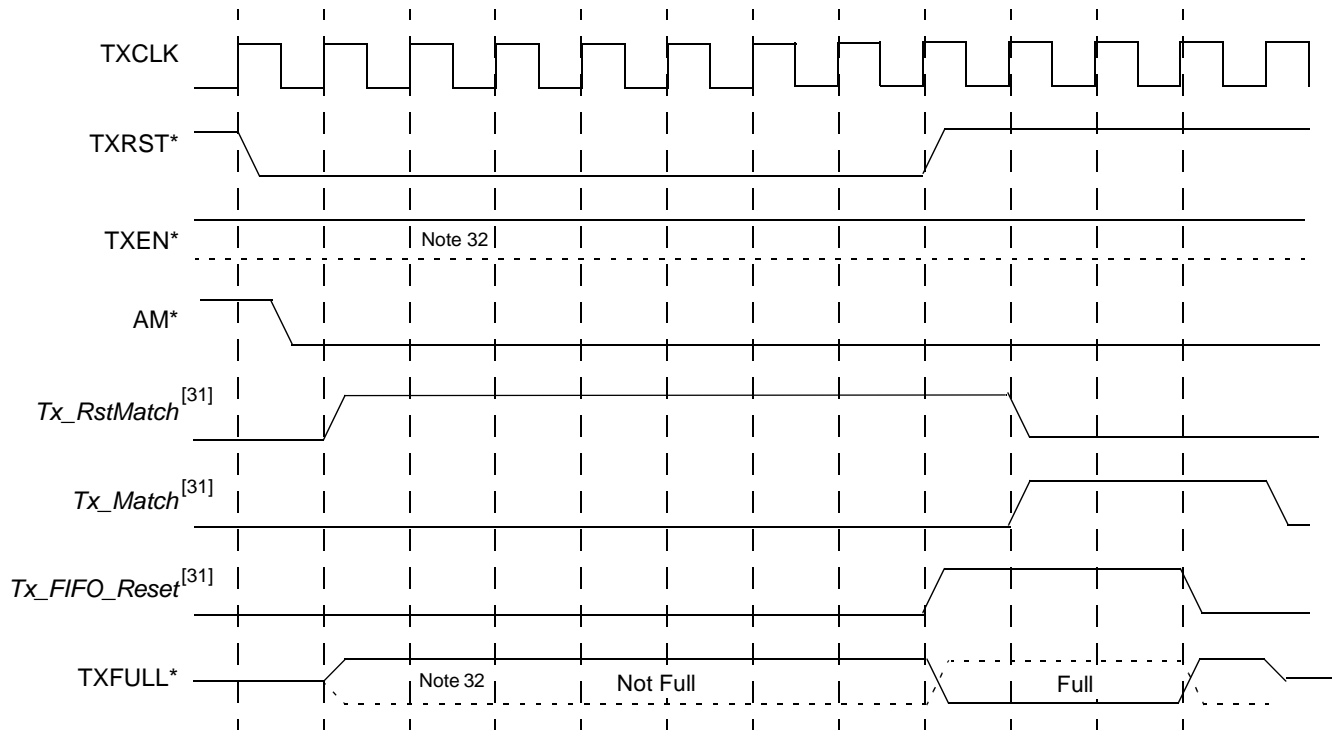 TXCLK
TXRST*
TXEN*
Note 32
AM*
Tx_RstMatch[31]
Tx_Match[31]
Tx_FIFO_Reset[31]
TXFULL*
Note 32
Not Full
Full